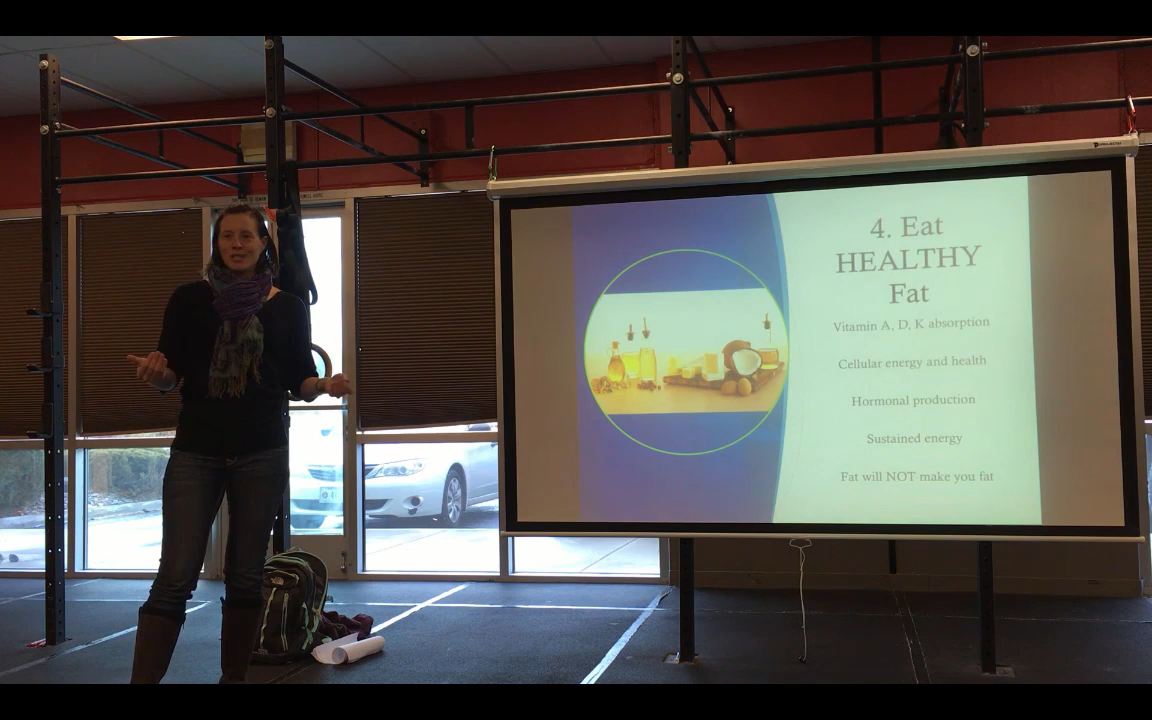 4. Eat
HEALTHY
Fat
Vitamin A, D, K absorption
Cellular energy and health
Hormonal production
Sustained energy
Fat will NOT make you fat